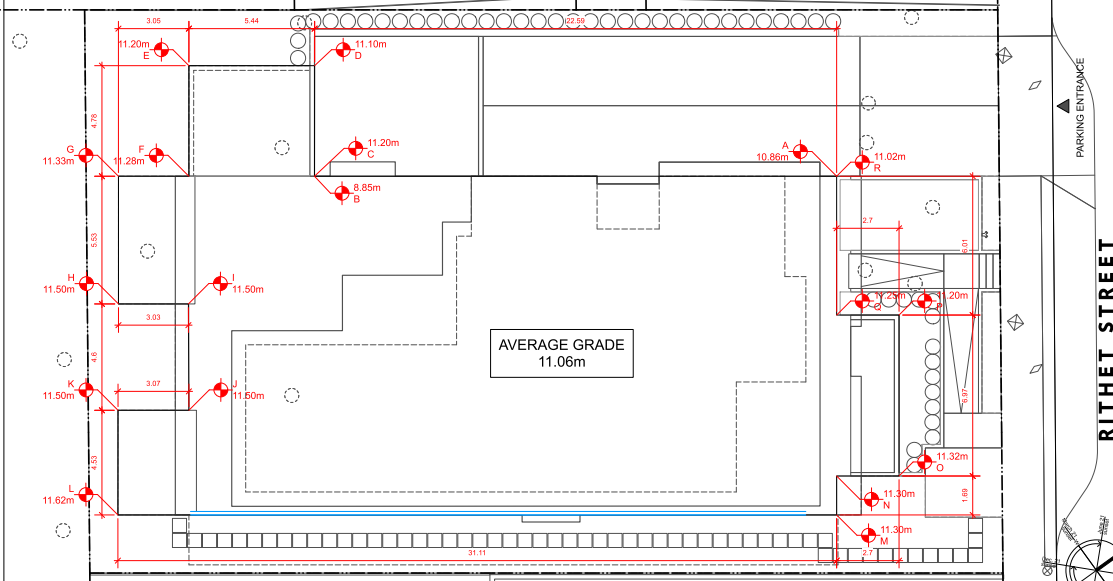 3.05
5.44
22.59
11.20m
E
11.10m
D
4.78
G
11.33m
F
11.28m
11.20m
C
8.85m
B
A
10.86m
11.02m
R
PARKING ENTRANCE
5.53
2.7
6.01
H
11.50m
I
11.50m
Q
.20m
3.03
AVERAGE GRADE
11.06m
4.6
K
11.50m
3.07
J
11.50m
6.97
RITHET STREET
4.53
L
11.62m
11.32m
O
11.30m
N
1.69
11.30m
M
31.11
2.7